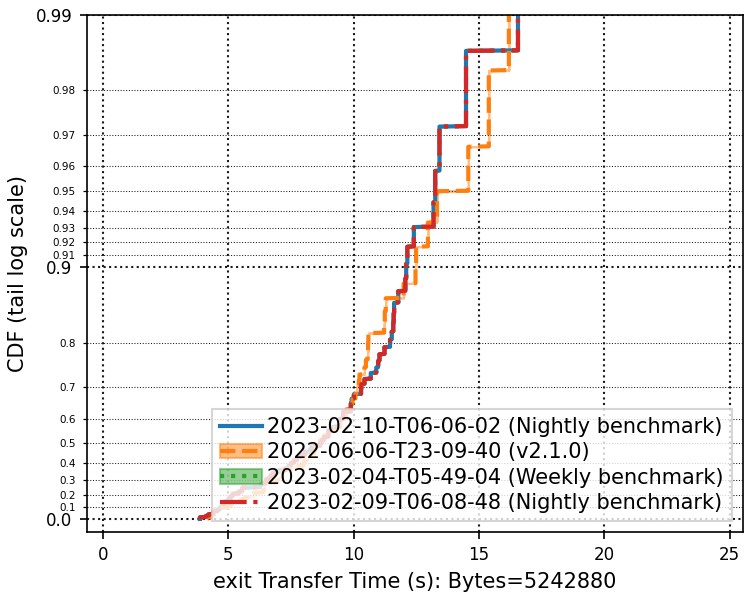 0.99
0.98
0.97
0.96
0.95
0.94
0.93
0.92
0.91
0.9
0.8
0.7
0.6
0.5
0.4
0.3
0.2
0.1
0.0
CDF (tail log scale)
2023-02-10-T06-06-02 (Nightly benchmark)
2022-06-06-T23-09-40 (v2.1.0)
2023-02-04-T05-49-04 (Weekly benchmark)
2023-02-09-T06-08-48 (Nightly benchmark)
0 5 10 15 20 25
exit Transfer Time (s): Bytes=5242880